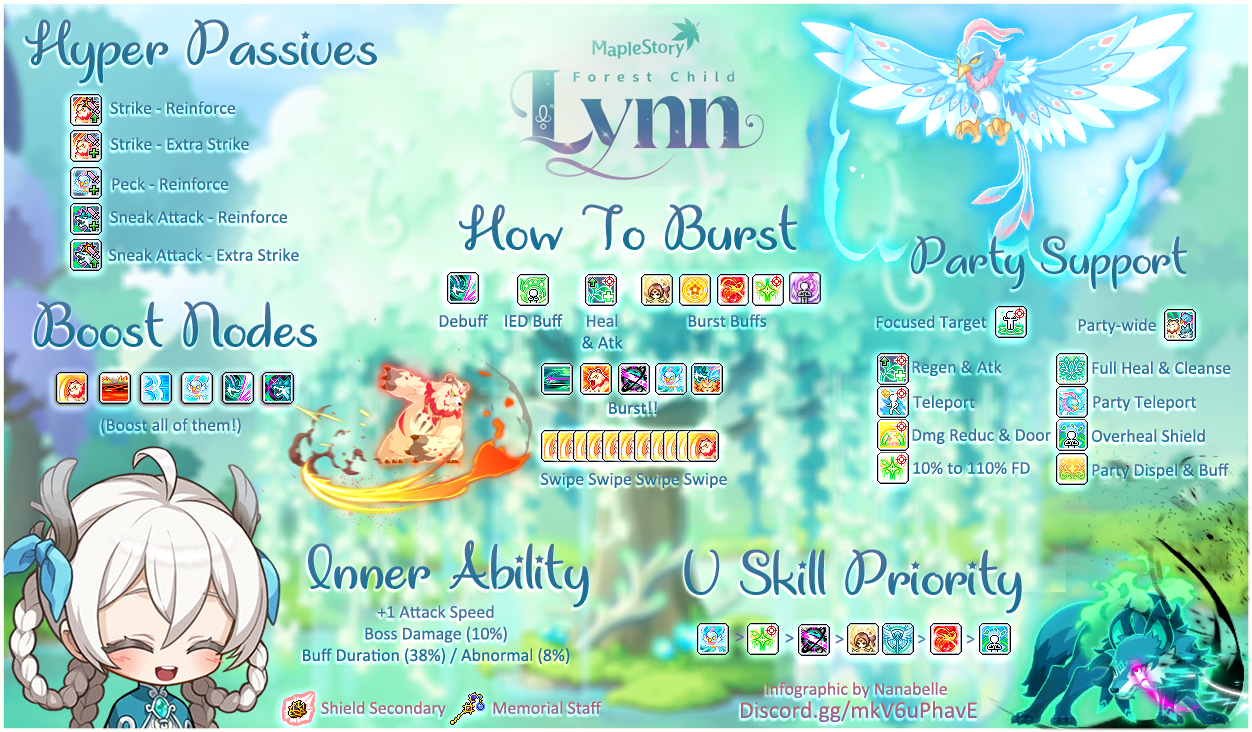 Hyper Passives
Strike - Reinforce
Strike - Extra Strike
Peck - Reinforce
Sneak Attack - Reinforce
Sneak Attack - Extra Strike
Boost Nodes
(Boost all of them!)
MapleStory
Forest Child
Lynn
How To Burst
Debuff
IED Buff
Heal
& Atk
Burst Buffs
Burst!!
Swipe Swipe Swipe Swipe
Party Support
Focused Target
Party-wide
Regen & Atk
Full Heal & Cleanse
Teleport
Party Teleport
Dmg Reduc & Door
Overheal Shield
10% to 110% FD
Party Dispel & Buff
Inner Ability
+1 Attack Speed
Boss Damage (10%)
Buff Duration (38%) / Abnormal (8%)
Shield Secondary
Memorial Staff
U Skill Priority
> > > > > >
Infographic by Nanabelle
Discord.gg/mkV6uPhavE